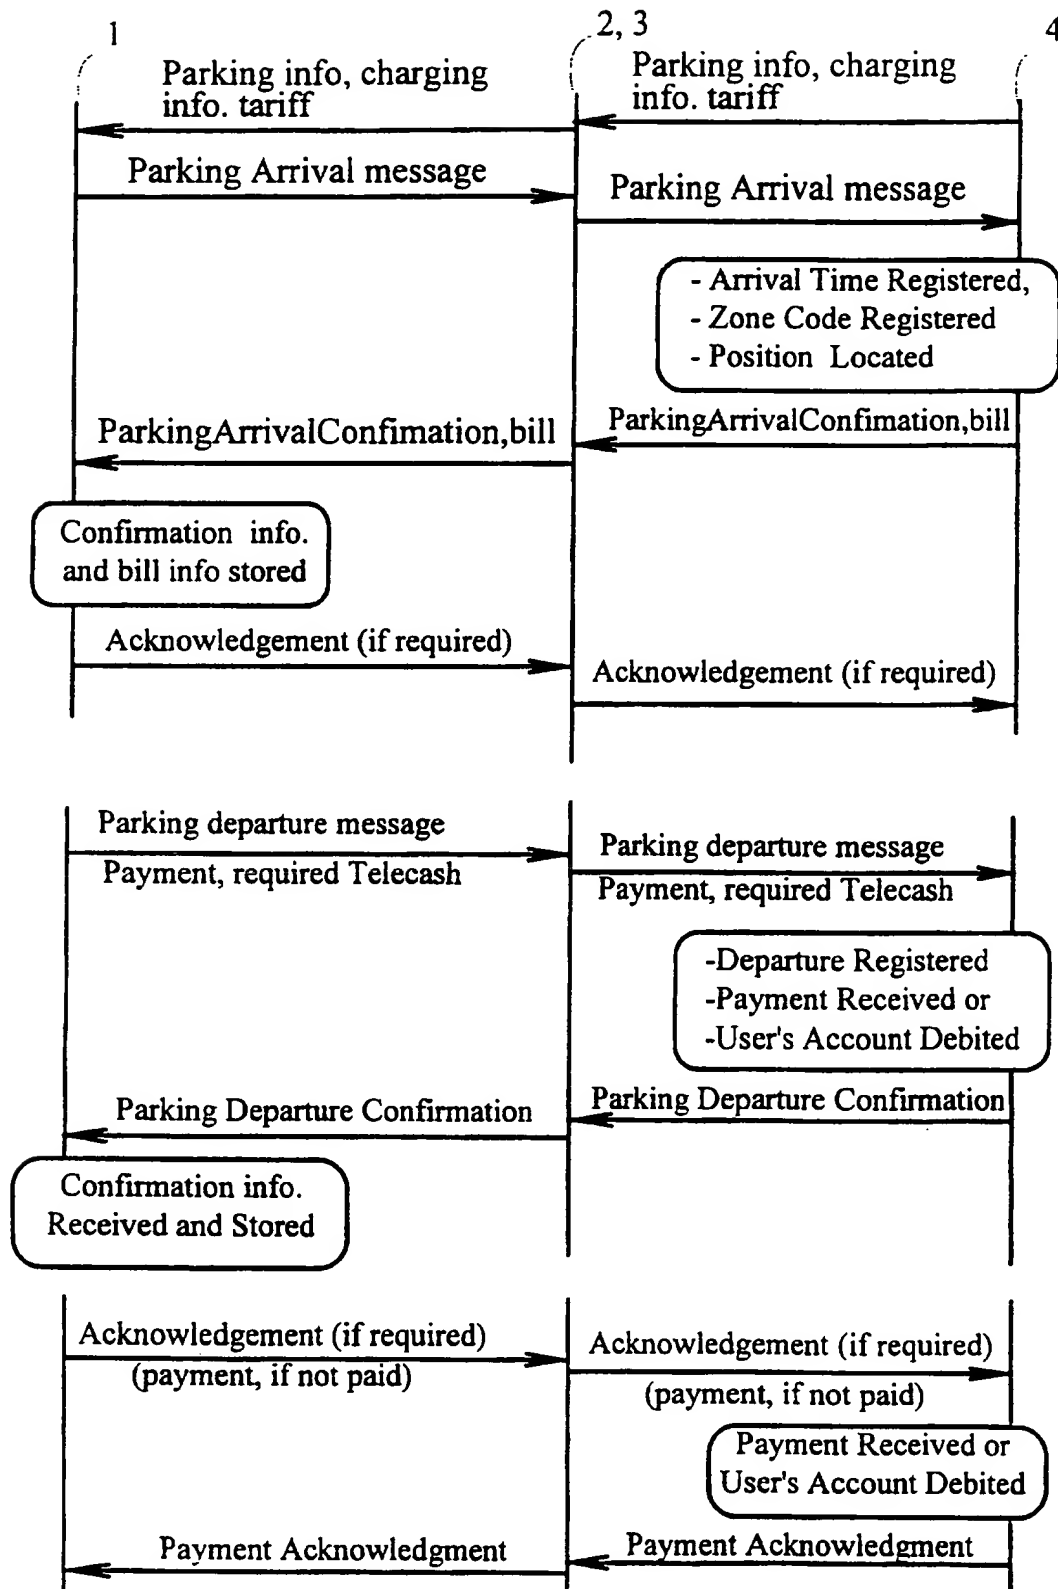 1
2, 3
4
Parking info, charging
info. tariff
Parking info, charging
info. tariff
Parking Arrival message
Parking Arrival message
- Arrival Time Registered,
- Zone Code Registered
- Position Located
ParkingArrivalConfimation,bill
ParkingArrivalConfimation,bill
Confirmation info.
and bill info stored
Acknowledgement (if required)
Acknowledgement (if required)
Parking departure message
Payment, required Telecash
Parking departure message
Payment, required Telecash
-Departure Registered
-Payment Received or
-User's Account Debited
Parking Departure Confirmation
Parking Departure Confirmation
Confirmation info.
Received and Stored
Acknowledgement (if required)
(payment, if not paid)
Acknowledgement (if required)
(payment, if not paid)
Payment Received or
User's Account Debited
Payment Acknowledgment
Payment Acknowledgment